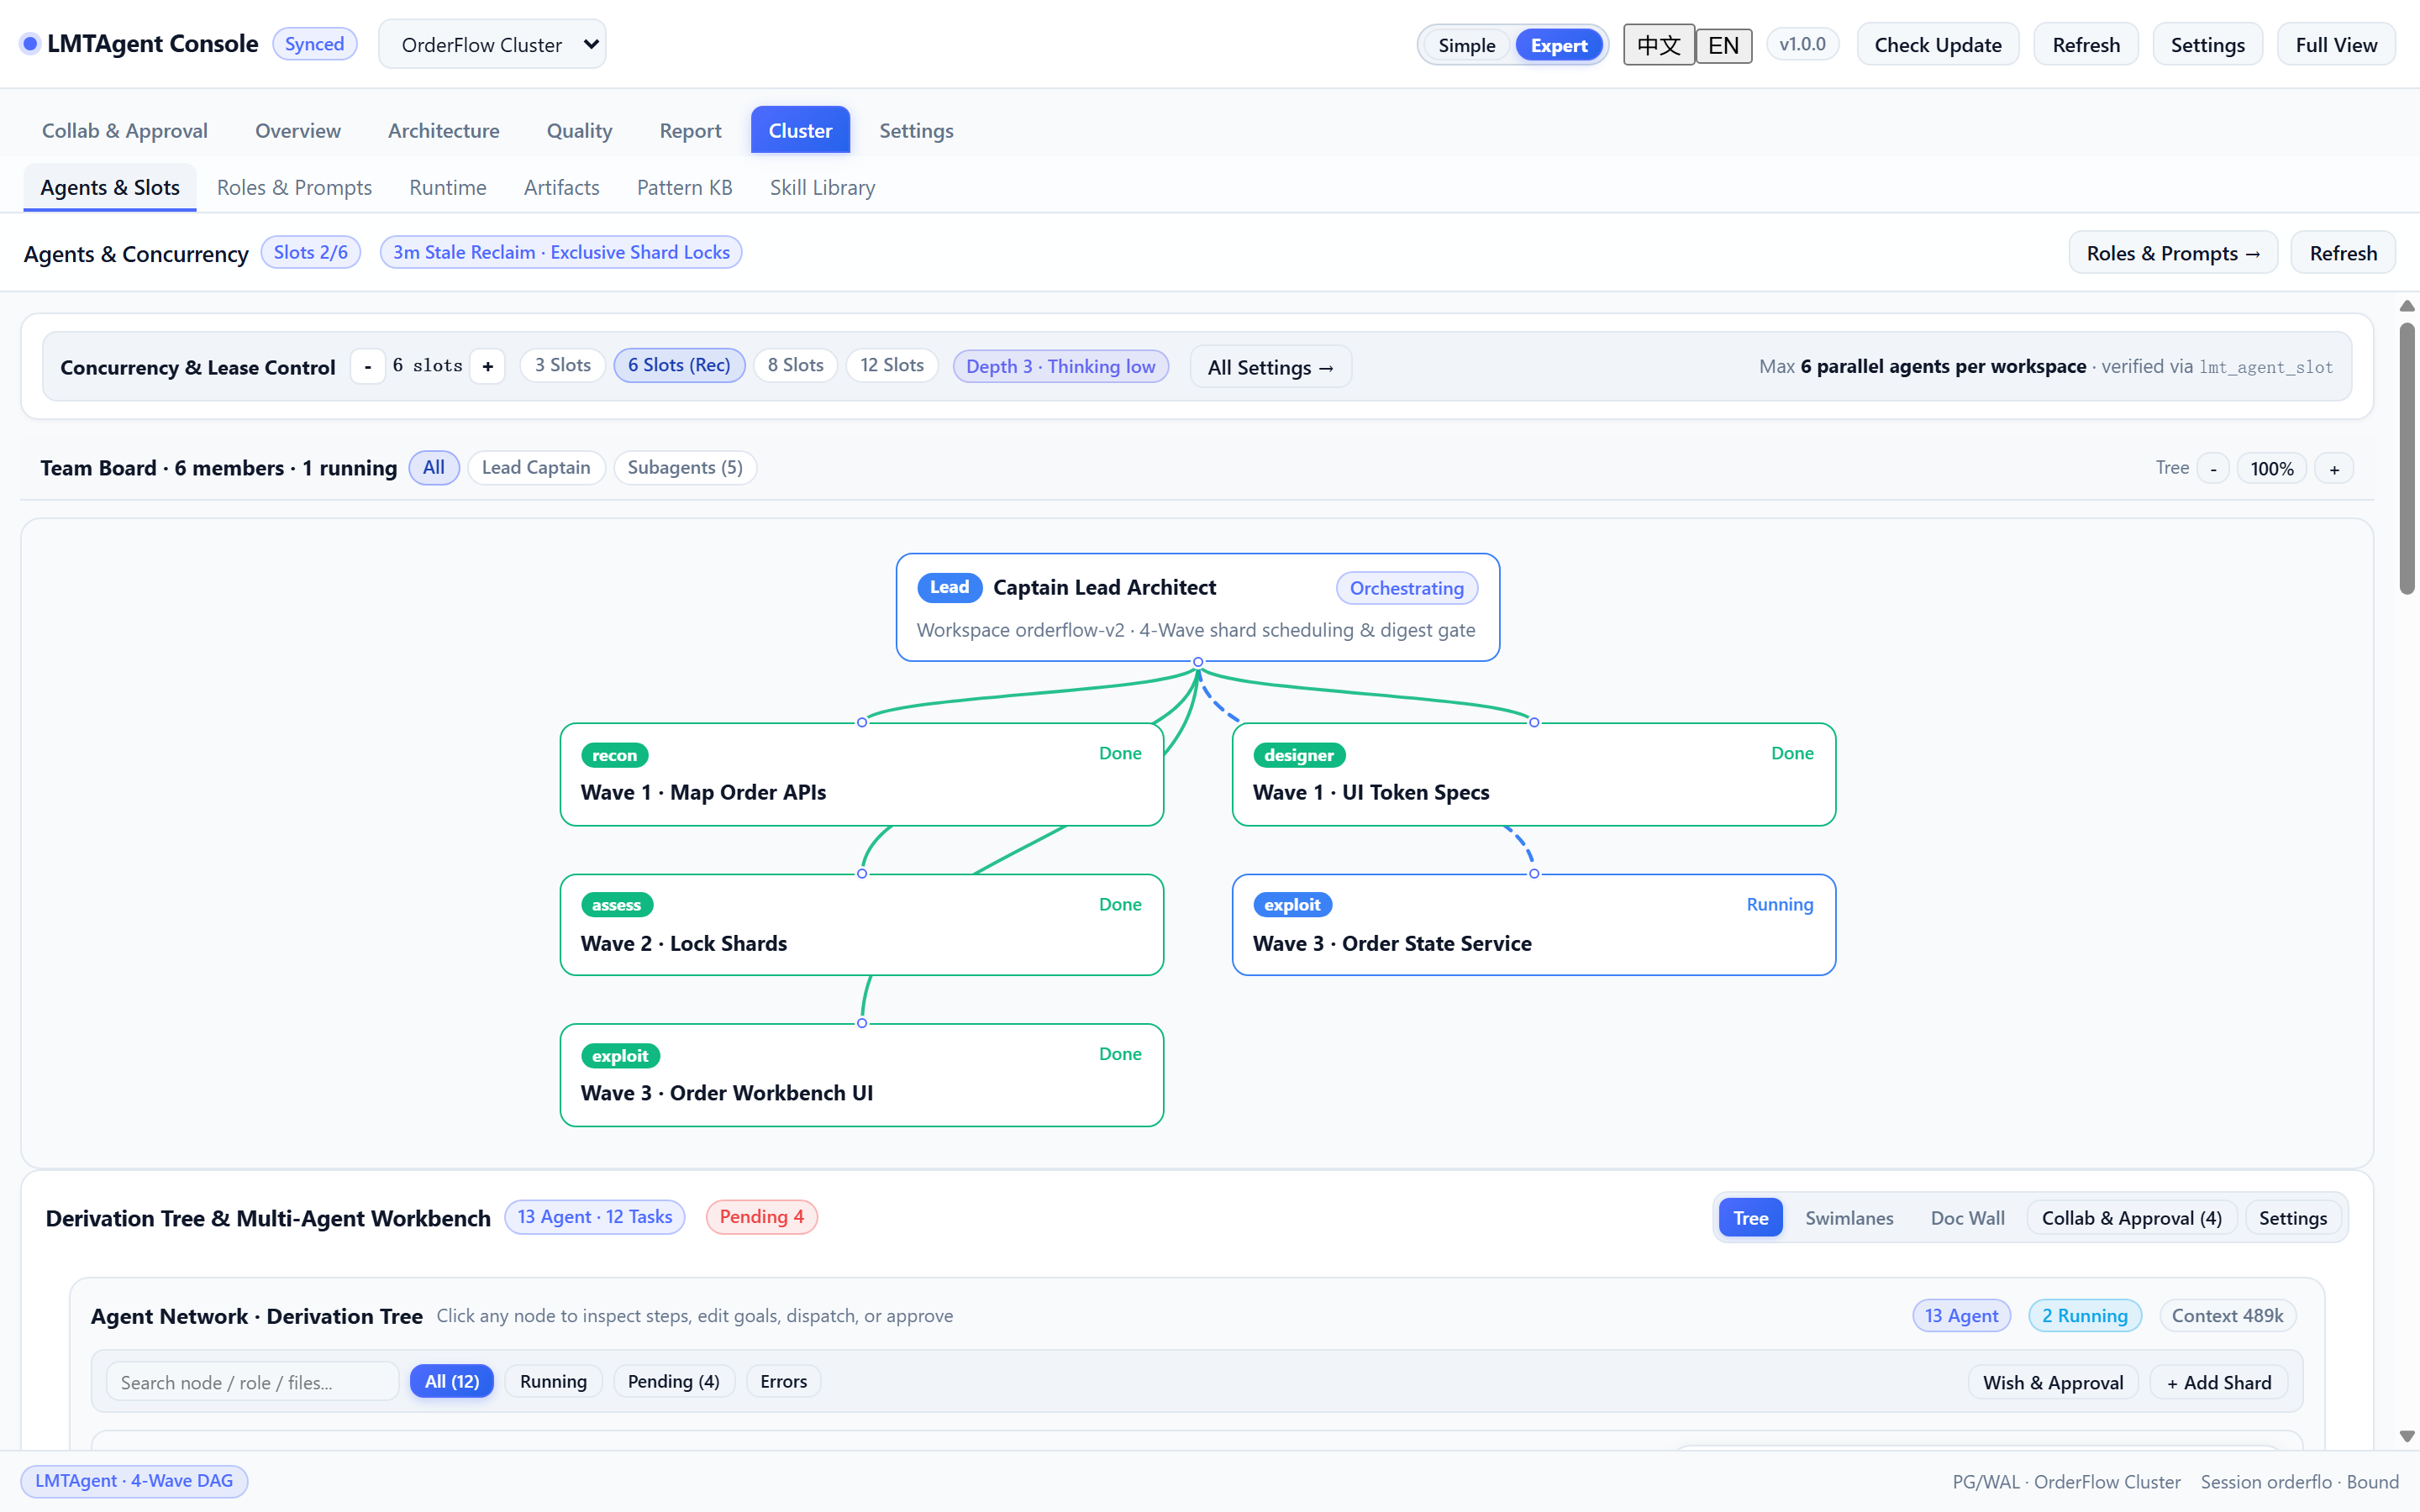 LMTAgent Console Synced OrderFlow Cluster Simple Expert 中文 EN v1.0.0 Check Update Refresh Settings Full View
Collab & Approval Overview Architecture Quality Report Cluster Settings
Agents & Slots Roles & Prompts Runtime Artifacts Pattern KB Skill Library
Agents & Concurrency Slots 2/6 3m Stale Reclaim · Exclusive Shard Locks Roles & Prompts → Refresh
Concurrency & Lease Control - 6 slots + 3 Slots 6 Slots (Rec) 8 Slots 12 Slots Depth 3 · Thinking low All Settings → Max 6 parallel agents per workspace · verified via lmt_agent_slot
Team Board · 6 members · 1 running All Lead Captain Subagents (5) Tree - 100% +
Lead Captain Lead Architect Orchestrating
Workspace orderflow-v2 · 4-Wave shard scheduling & digest gate
recon Done
Wave 1 · Map Order APIs
designer Done
Wave 1 · UI Token Specs
assess Done
Wave 2 · Lock Shards
exploit Running
Wave 3 · Order State Service
exploit Done
Wave 3 · Order Workbench UI
Derivation Tree & Multi-Agent Workbench 13 Agent · 12 Tasks Pending 4 Tree Swimlanes Doc Wall Collab & Approval (4) Settings
Agent Network · Derivation Tree Click any node to inspect steps, edit goals, dispatch, or approve 13 Agent 2 Running Context 489k
Search node / role / files... All (12) Running Pending (4) Errors Wish & Approval + Add Shard
LMTAgent · 4-Wave DAG PG/WAL · OrderFlow Cluster Session orderflo · Bound